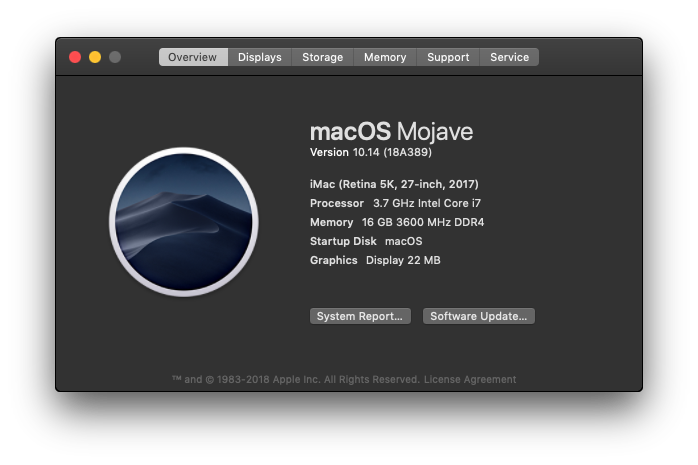 Overview Displays Storage Memory Support Service
macOS Mojave
Version 10.14 (18A389)
iMac (Retina 5K, 27-inch, 2017)
Processor 3.7 GHz Intel Core i7
Memory 16 GB 3600 MHz DDR4
Startup Disk macOS
Graphics Display 22 MB
System Report... Software Update...
™ and © 1983-2018 Apple Inc. All Rights Reserved. License Agreement